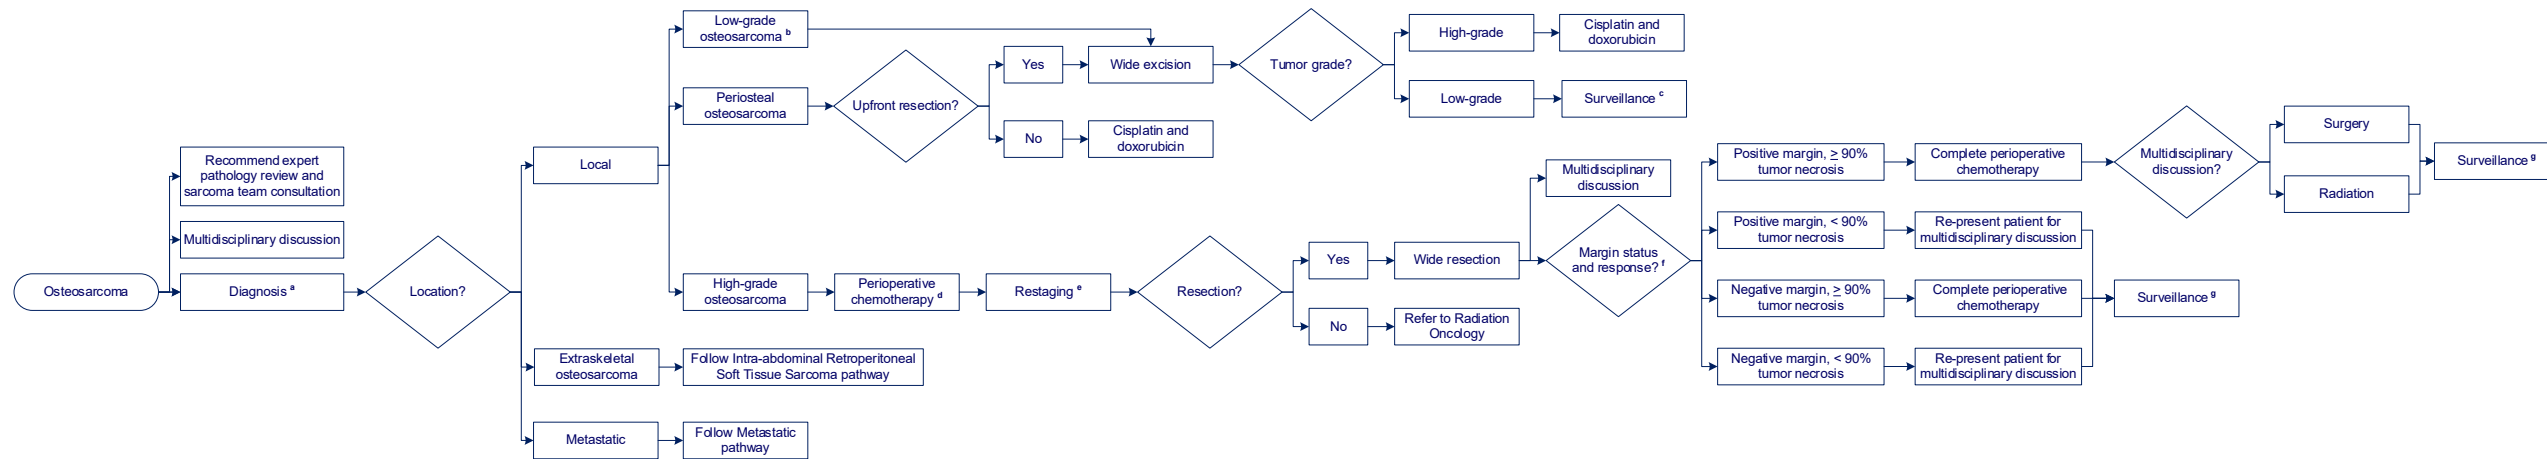 Osteosarcoma
Recommend expert
pathology review and
sarcoma team consultation
Multidisciplinary discussion
Diagnosis a
Location?
Local
Extraskeletal
osteosarcoma
Follow Intra-abdominal Retroperitoneal
Soft Tissue Sarcoma pathway
Metastatic
Follow Metastatic
pathway
Low-grade
osteosarcoma b
Periosteal
osteosarcoma
Upfront resection?
Yes
Wide excision
No
Cisplatin and
doxorubicin
Tumor grade?
High-grade
Cisplatin and
doxorubicin
Low-grade
Surveillance c
High-grade
osteosarcoma
Perioperative
chemotherapy d
Restaging e
Resection?
Yes
Wide resection
No
Refer to Radiation
Oncology
Multidisciplinary
discussion
Margin status
and response? f
Positive margin, ≥ 90%
tumor necrosis
Complete perioperative
chemotherapy
Multidisciplinary
discussion?
Surgery
Radiation
Surveillance g
Positive margin, < 90%
tumor necrosis
Re-present patient for
multidisciplinary discussion
Negative margin, ≥ 90%
tumor necrosis
Complete perioperative
chemotherapy
Surveillance g
Negative margin, < 90%
tumor necrosis
Re-present patient for
multidisciplinary discussion